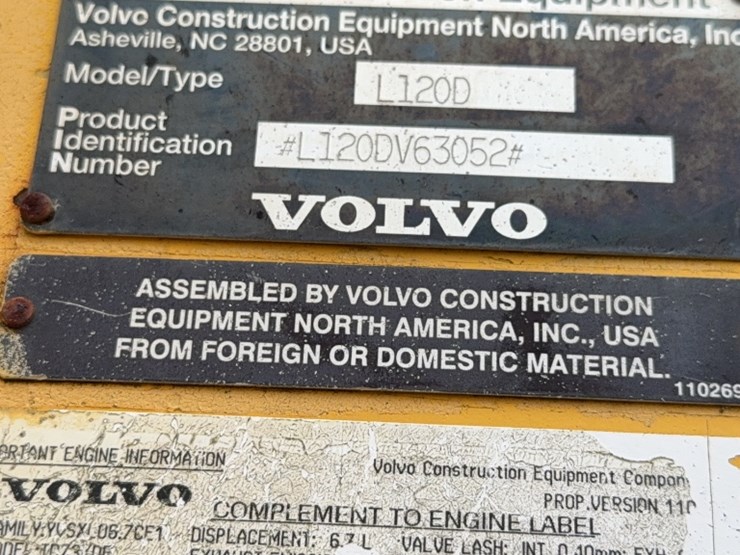 Volvo Construction Equipment North America, Inc
Asheville, NC 28801, USA
Model/Type
L120D
Product
Identification
Number
#L120DV63052#
VOLVO
ASSEMBLED BY VOLVO CONSTRUCTION
EQUIPMENT NORTH AMERICA, INC., USA
FROM FOREIGN OR DOMESTIC MATERIAL.
110269
ORTANT ENGINE INFORMATION
Volvo Construction Equipment Compan
VOLVO
PROP.VERSION
COMPLEMENT TO ENGINE LABEL
DISPLACEMENT: 6.7 L
VALVE LASH: INT 0.40mm